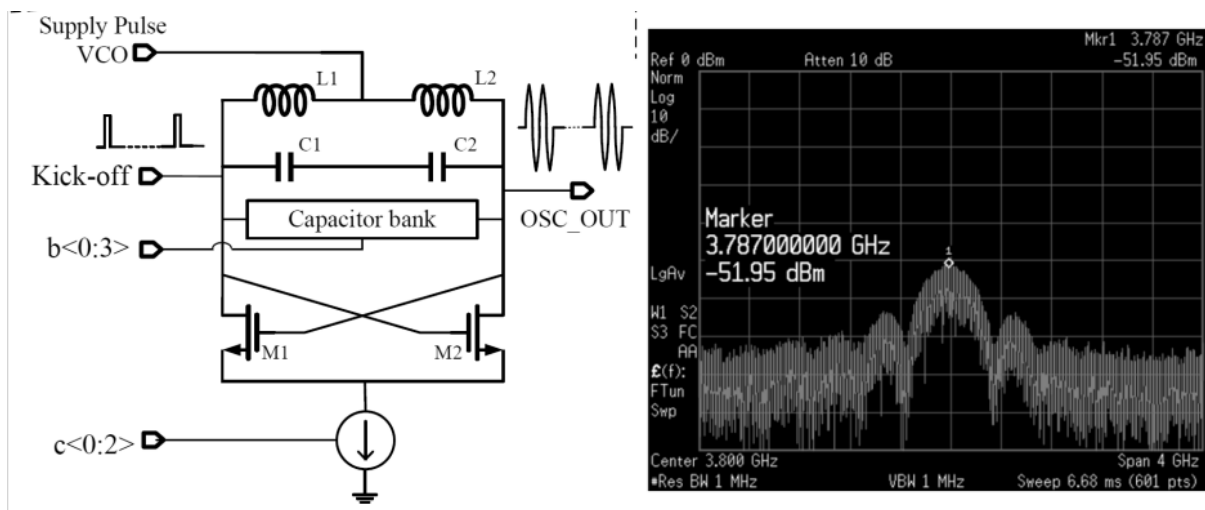 Supply Pulse
VCO
L1
L2
C1
C2
Kick-off
OSC_OUT
Capacitor bank
b<0:3>
M1
M2
c<0:2>
Mkr1 3.787 GHz
Ref 0 dBm Atten 10 dB -51.95 dBm
Norm
Log
10
dB/
Marker
3.787000000 GHz
-51.95 dBm
1
LgAv
W1 S2
S3 FC
AA
£(f):
FTun
Swp
Center 3.800 GHz Span 4 GHz
*Res BW 1 MHz VBW 1 MHz Sweep 6.68 ms (601 pts)